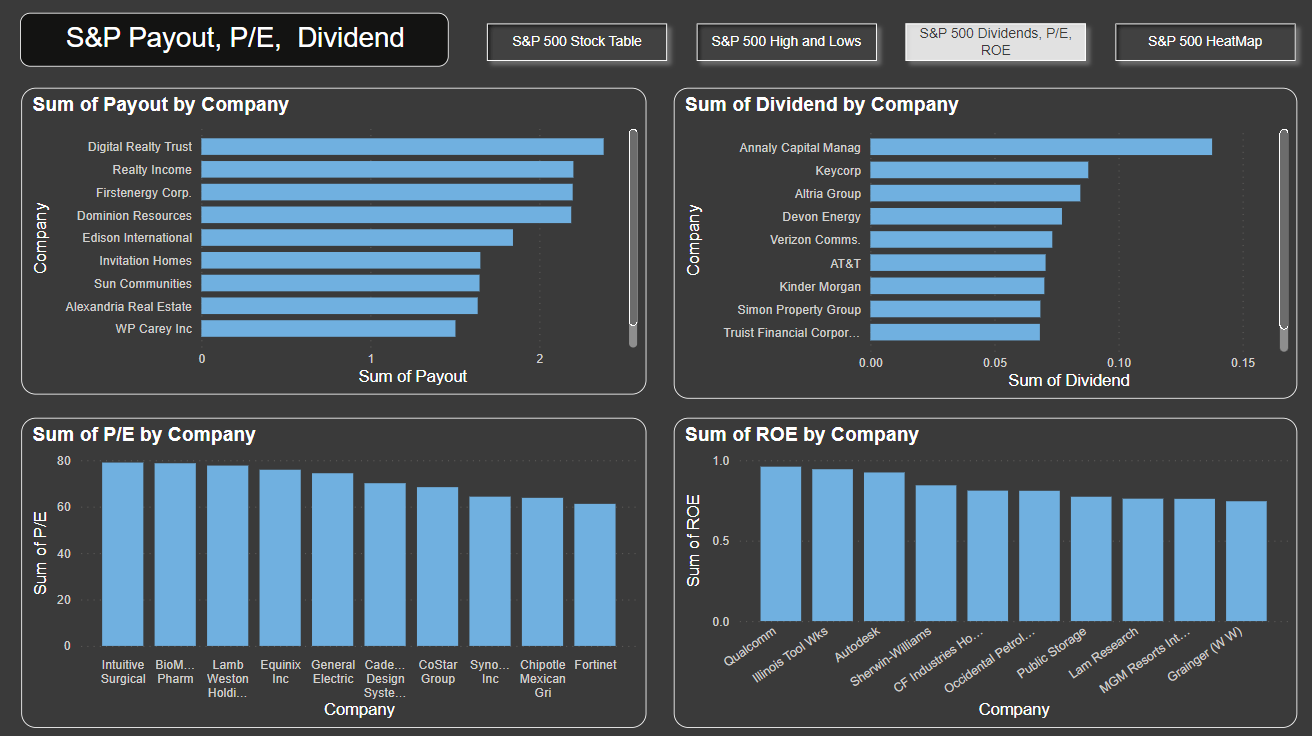 S&P Payout, P/E, Dividend
S&P 500 Stock Table
S&P 500 High and Lows
S&P 500 Dividends, P/E,
ROE
S&P 500 HeatMap
Sum of Payout by Company
Company
Digital Realty Trust
Realty Income
Firstenergy Corp.
Dominion Resources
Edison International
Invitation Homes
Sun Communities
Alexandria Real Estate
WP Carey Inc
0 1 2
Sum of Payout
Sum of Dividend by Company
Company
Annaly Capital Manag
Keycorp
Altria Group
Devon Energy
Verizon Comms.
AT&T
Kinder Morgan
Simon Property Group
Truist Financial Corpor...
0.00 0.05 0.10 0.15
Sum of Dividend
Sum of P/E by Company
Sum of P/E
80
60
40
20
0
Intuitive
Surgical
BioM...
Pharm
Lamb
Weston
Holdi...
Equinix
Inc
General
Electric
Cade...
Design
Syste...
CoStar
Group
Syno...
Inc
Chipotle
Mexican
Gri
Fortinet
Company
Sum of ROE by Company
Sum of ROE
1.0
0.5
0.0
Qualcomm
Illinois Tool Wks
Autodesk
Sherwin-Williams
CF Industries Ho...
Occidental Petrol...
Public Storage
Lam Research
MGM Resorts Int...
Grainger (W W)
Company